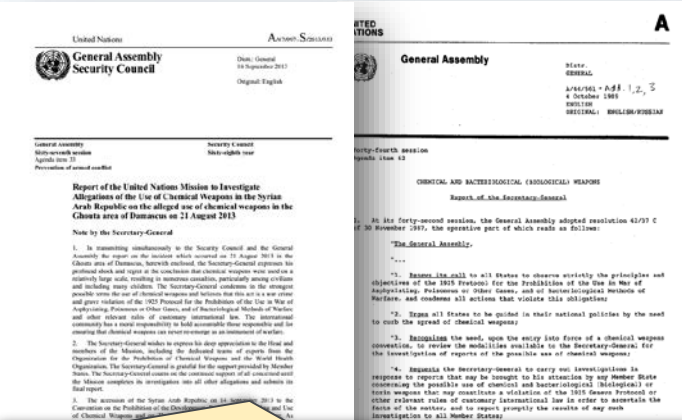 United Nations
A/67/997-S/2013/553
General Assembly
Security Council
Distr.: General
16 September 2013
Original: English
General Assembly
Sixty-seventh session
Agenda item 33
Prevention of armed conflict
Security Council
Sixty-eighth year
Report of the United Nations Mission to Investigate
Allegations of the Use of Chemical Weapons in the Syrian
Arab Republic on the alleged use of chemical weapons in the
Ghouta area of Damascus on 21 August 2013
Note by the Secretary-General
1. In transmitting simultaneously to the Security Council and the General
Assembly the report on the incident which occurred on 21 August 2013 in the
Ghouta area of Damascus, herewith enclosed, the Secretary-General expresses his
profound shock and regret at the conclusion that chemical weapons were used on a
relatively large scale, resulting in numerous casualties, particularly among civilians
and including many children. The Secretary-General condemns in the strongest
possible terms the use of chemical weapons and believes that this act is a war crime
and grave violation of the 1925 Protocol for the Prohibition of the Use in War of
Asphyxiating, Poisonous or Other Gases, and of Bacteriological Methods of Warfare
and other relevant rules of customary international law. The international
community has a moral responsibility to hold accountable those responsible and for
ensuring that chemical weapons can never re-emerge as an instrument of warfare.
2. The Secretary-General wishes to express his deep appreciation to the Head and
members of the Mission, including the dedicated teams of experts from the
Organization for the Prohibition of Chemical Weapons and the World Health
Organization. The Secretary-General is grateful for the support provided by Member
States. The Secretary-General counts on the continued support of all concerned until
the Mission completes its investigation into all other allegations and submits its
final report.
3. The accession of the Syrian Arab Republic on 14 September 2013 to the
Convention on the Prohibition of the and Use
of Chemical Weapons and As
ITED
TIONS
A
General Assembly
Distr.
GENERAL
A/44/561 + Add. 1, 2, 3
4 October 1989
ENGLISH
ORIGINAL: ENGLISH/RUSSIAN
orty-fourth session
genda item 62
CHEMICAL AND BACTERIOLOGICAL (BIOLOGICAL) WEAPONS
Report of the Secretary-General
. At its forty-second session, the General Assembly adopted resolution 42/37 C
of 30 November 1987, the operative part of which reads as follows:
"The General Assembly,
"...
"1. Renews its call to all States to observe strictly the principles and
objectives of the 1925 Protocol for the Prohibition of the Use in War of
Asphyxiating, Poisonous or Other Gases, and of Bacteriological Methods of
Warfare, and condemns all actions that violate this obligation;
"2. Urges all States to be guided in their national policies by the need
to curb the spread of chemical weapons;
"3. Recognizes the need, upon the entry into force of a chemical weapons
convention, to review the modalities available to the Secretary-General for
the investigation of reports of the possible use of chemical weapons;
"4. Requests the Secretary-General to carry out investigations in
response to reports that may be brought to his attention by any Member State
concerning the possible use of chemical and bacteriological (biological) or
toxin weapons that may constitute a violation of the 1925 Geneva Protocol or
other relevant rules of customary international law in order to ascertain the
facts of the matter, and to report promptly the results of any such
investigation to all Member States;